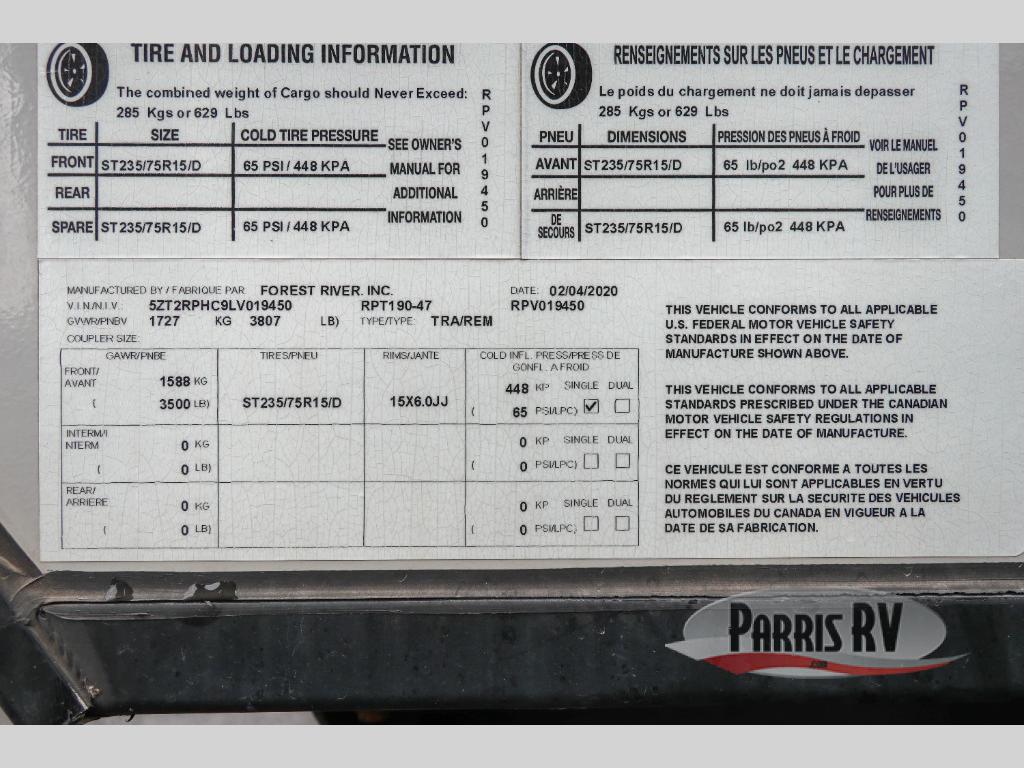 TIRE AND LOADING INFORMATION
The combined weight of Cargo should Never Exceed:
285 Kgs or 629 Lbs
TIRE SIZE COLD TIRE PRESSURE SEE OWNER'S
FRONT ST235/75R15/D 65 PSI / 448 KPA MANUAL FOR
REAR ADDITIONAL
SPARE ST235/75R15/D 65 PSI / 448 KPA INFORMATION
RPV019450
RENSEIGNEMENTS SUR LES PNEUS ET LE CHARGEMENT
Le poids du chargement ne doit jamais depasser
285 Kgs or 629 Lbs
PNEU DIMENSIONS PRESSION DES PNEUS À FROID VOIR LE MANUEL
AVANT ST235/75R15/D 65 lb/po2 448 KPA DE L'USAGER
ARRIÈRE POUR PLUS DE
DE SECOURS ST235/75R15/D 65 lb/po2 448 KPA RENSEIGNEMENTS
RPV019450
MANUFACTURED BY / FABRIQUE PAR FOREST RIVER, INC. DATE: 02/04/2020
V.I.N./N.I.V.: 5ZT2RPHC9LV019450 RPT190-47 RPV019450
GVWR/PNBV 1727 KG 3807 LB) TYPE/TYPE: TRA/REM
COUPLER SIZE:
GAWR/PNBE TIRES/PNEU RIMS/JANTE COLD INFL. PRESS/PRESS DE
GONFL. A FROID
FRONT/
AVANT 1588 KG 448 KP SINGLE DUAL
( 3500 LB) ST235/75R15/D 15X6.0JJ ( 65 PSI/LPC)
INTERM/I
NTERM 0 KG 0 KP SINGLE DUAL
( 0 LB) ( 0 PSI/LPC)
REAR/
ARRIERE 0 KG 0 KP SINGLE DUAL
( 0 LB) ( 0 PSI/LPC)
THIS VEHICLE CONFORMS TO ALL APPLICABLE
U.S. FEDERAL MOTOR VEHICLE SAFETY
STANDARDS IN EFFECT ON THE DATE OF
MANUFACTURE SHOWN ABOVE.
THIS VEHICLE CONFORMS TO ALL APPLICABLE
STANDARDS PRESCRIBED UNDER THE CANADIAN
MOTOR VEHICLE SAFETY REGULATIONS IN
EFFECT ON THE DATE OF MANUFACTURE.
CE VEHICULE EST CONFORME A TOUTES LES
NORMES QUI LUI SONT APPLICABLES EN VERTU
DU REGLEMENT SUR LA SECURITE DES VEHICULES
AUTOMOBILES DU CANADA EN VIGUEUR A LA
DATE DE SA FABRICATION.
PARRIS RV
.com